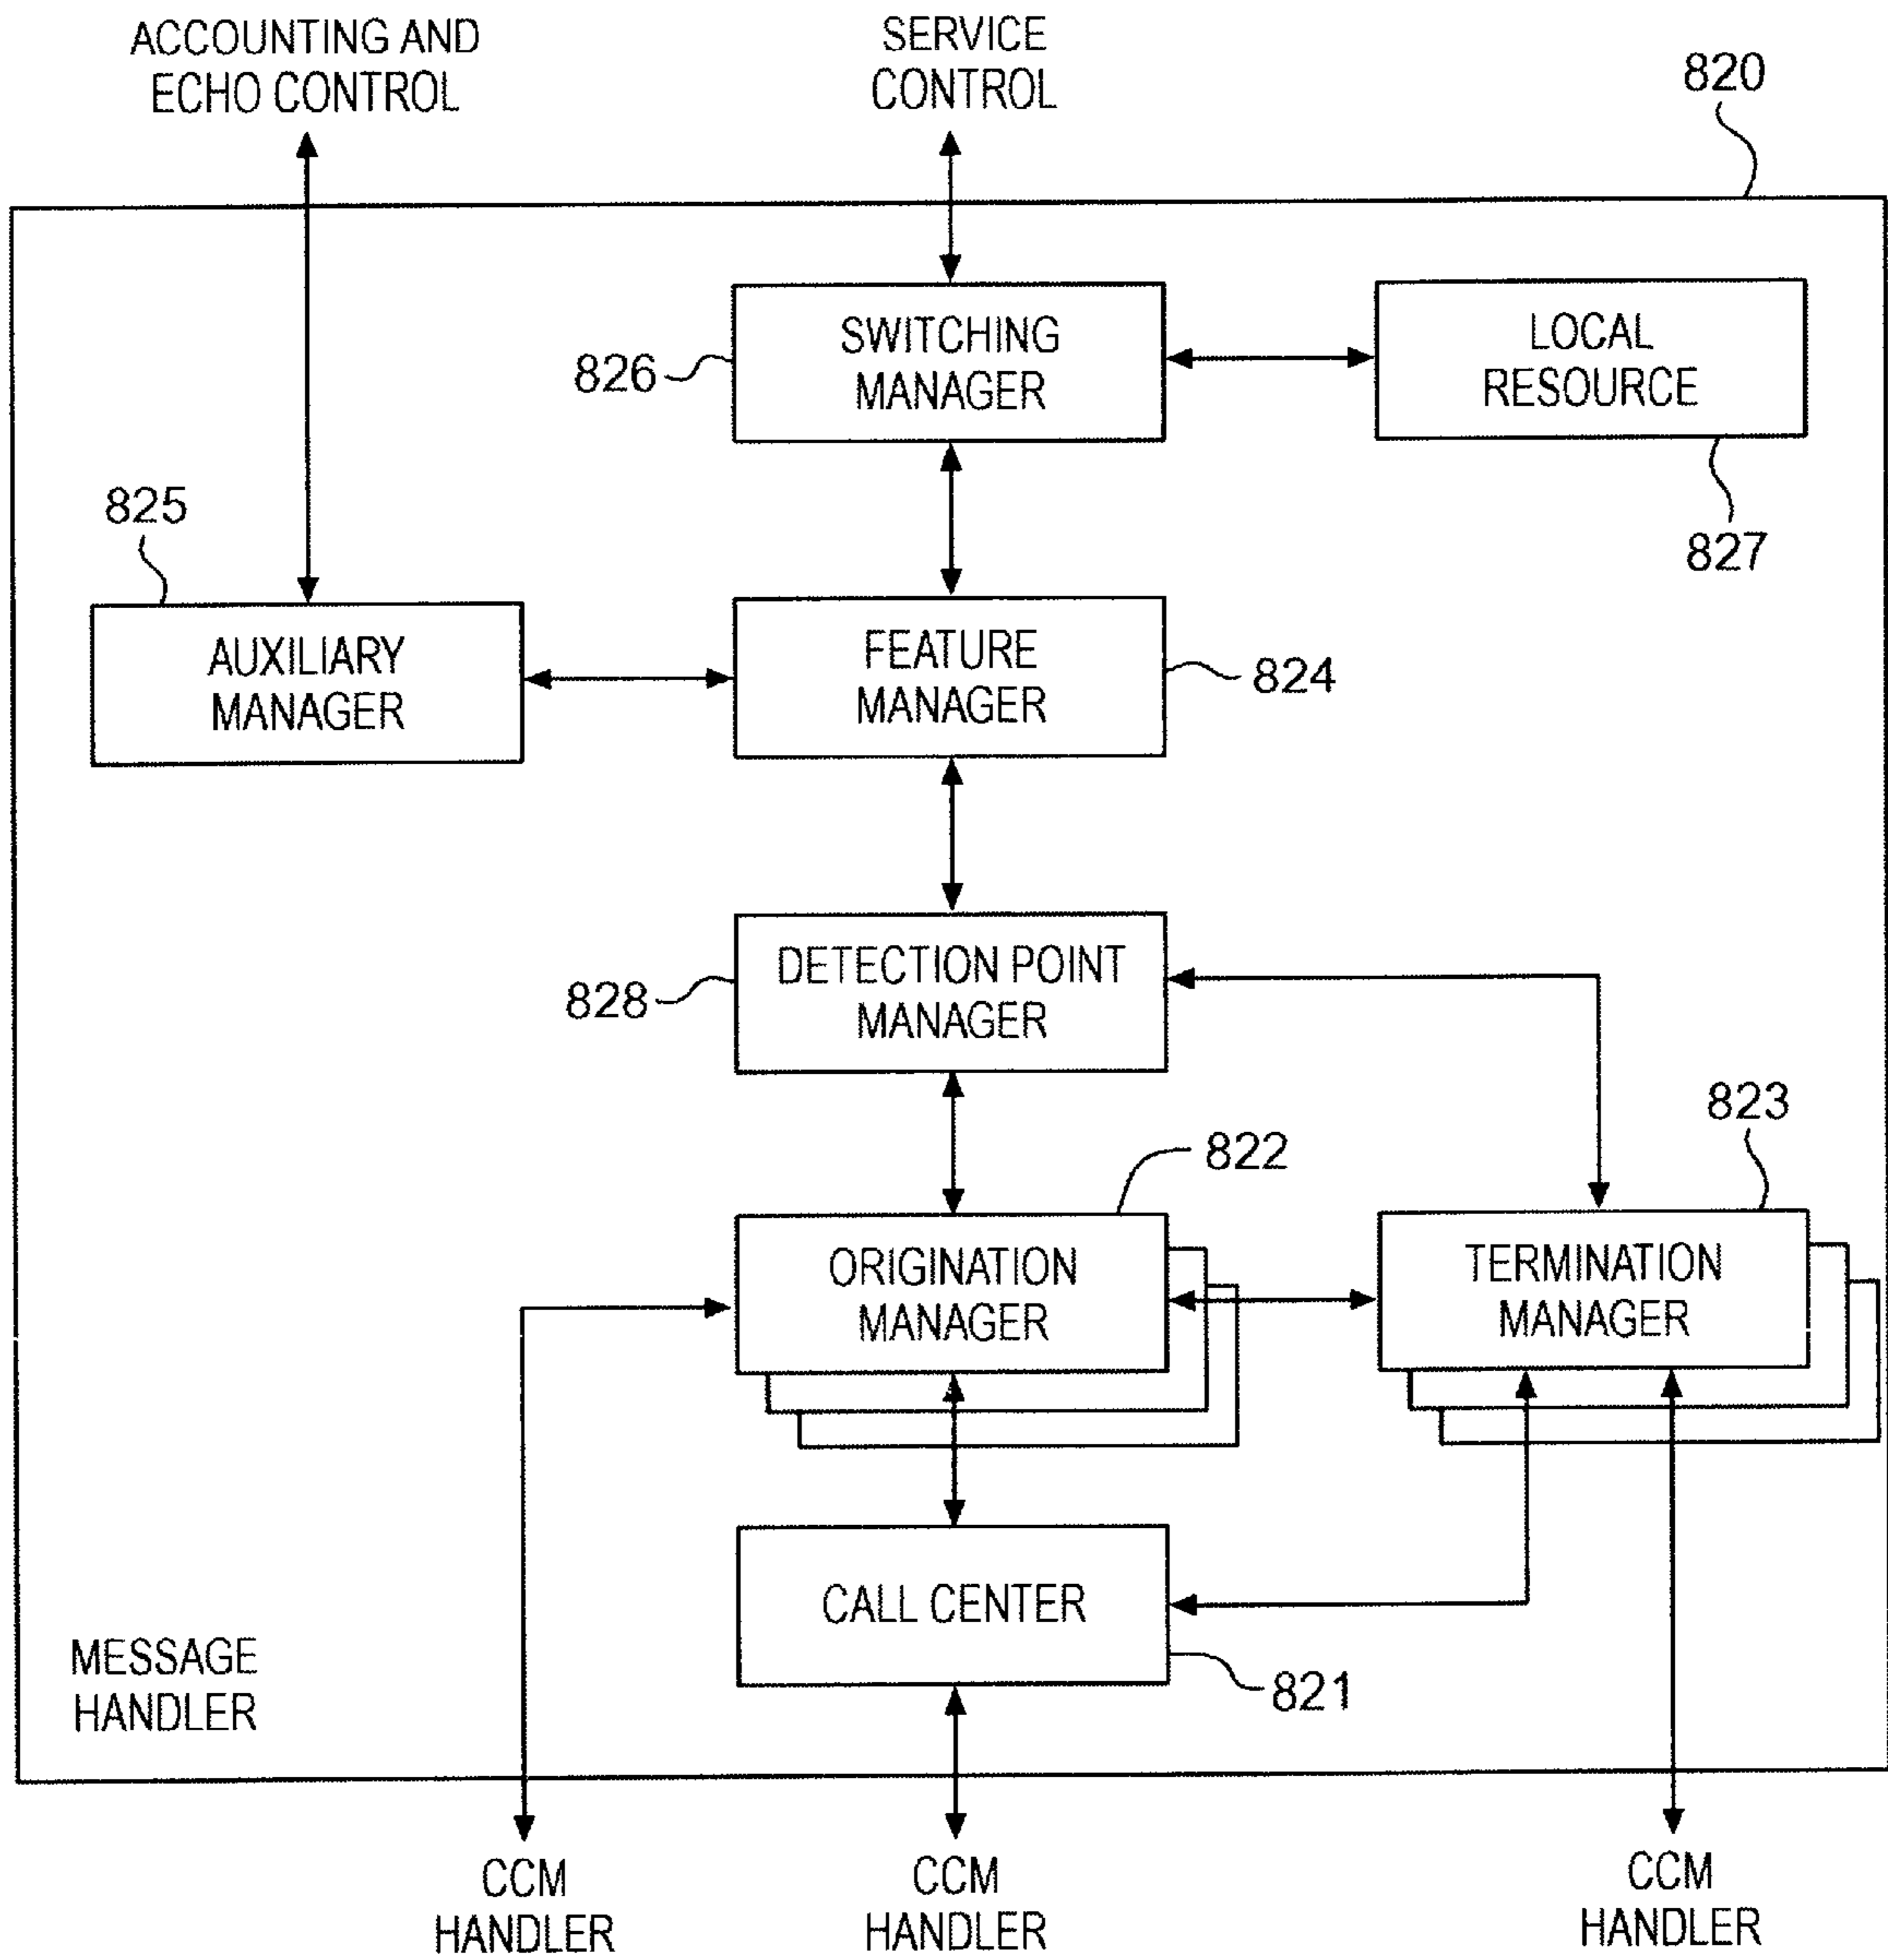 ACCOUNTING AND
ECHO CONTROL
SERVICE
CONTROL
820
SWITCHING
MANAGER
826
LOCAL
RESOURCE
827
825
AUXILIARY
MANAGER
FEATURE
MANAGER
824
DETECTION POINT
MANAGER
828
822
823
ORIGINATION
MANAGER
TERMINATION
MANAGER
CALL CENTER
821
MESSAGE
HANDLER
CCM
HANDLER
CCM
HANDLER
CCM
HANDLER